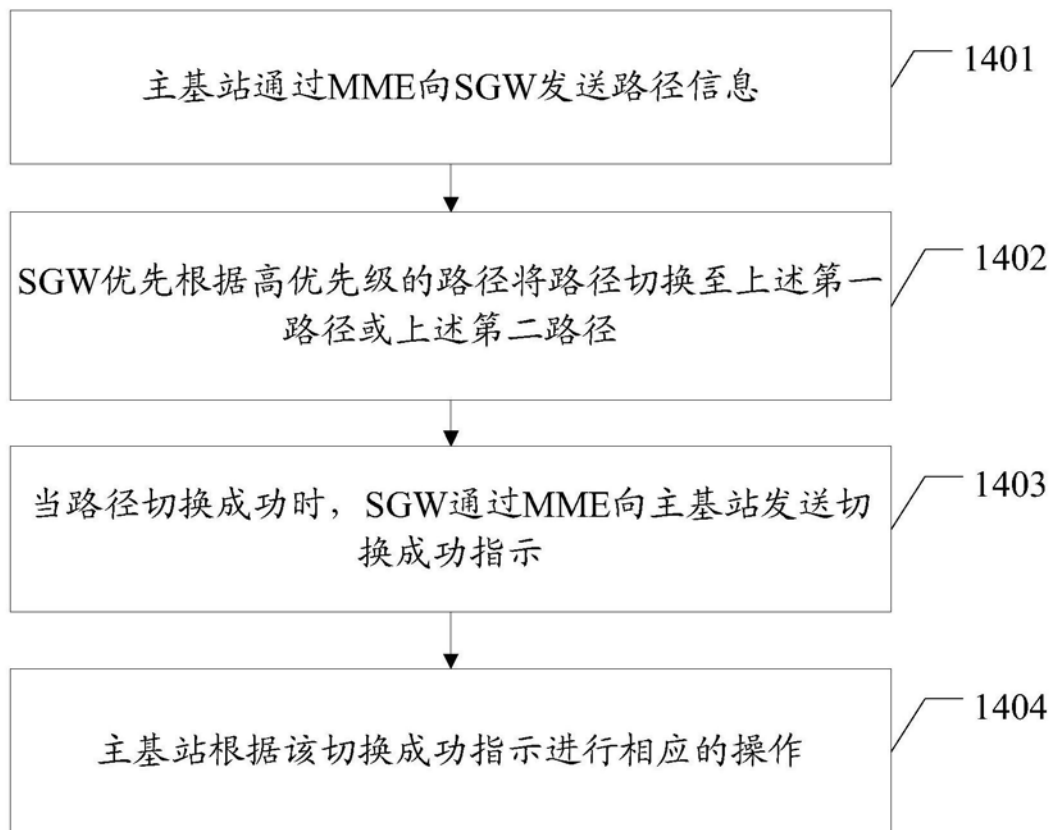 主基站通过MME向SGW发送路径信息
1401
SGW优先根据高优先级的路径将路径切换至上述第一
路径或上述第二路径
1402
当路径切换成功时，SGW通过MME向主基站发送切
换成功指示
1403
主基站根据该切换成功指示进行相应的操作
1404